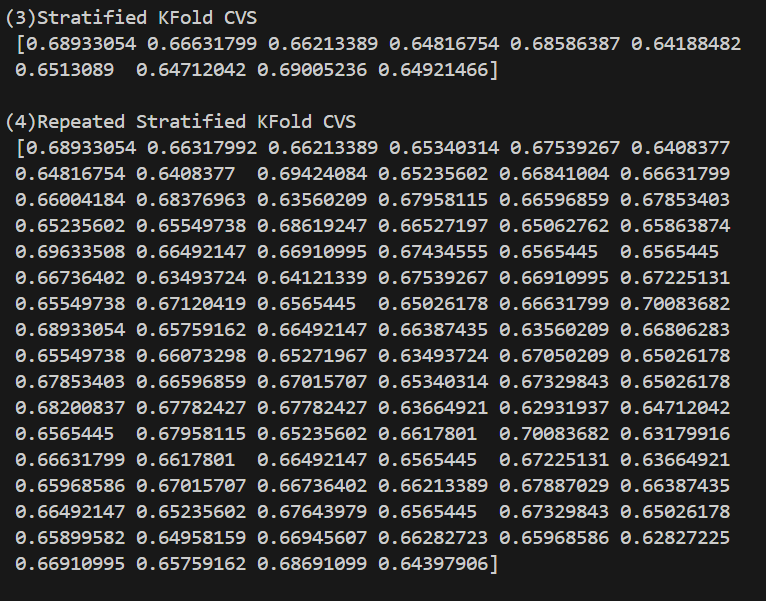 (3)Stratified KFold CVS
[0.68933054 0.66631799 0.66213389 0.64816754 0.68586387 0.64188482
0.6513089  0.64712042 0.69005236 0.64921466]
(4)Repeated Stratified KFold CVS
[0.68933054 0.66317992 0.66213389 0.65340314 0.67539267 0.6408377
0.64816754 0.6408377  0.69424084 0.65235602 0.66841004 0.66631799
0.66004184 0.68376963 0.63560209 0.67958115 0.66596859 0.67853403
0.65235602 0.65549738 0.68619247 0.66527197 0.65062762 0.65863874
0.69633508 0.66492147 0.66910995 0.67434555 0.6565445  0.6565445
0.66736402 0.63493724 0.64121339 0.67539267 0.66910995 0.67225131
0.65549738 0.67120419 0.6565445  0.65026178 0.66631799 0.70083682
0.68933054 0.65759162 0.66492147 0.66387435 0.63560209 0.66806283
0.65549738 0.66073298 0.65271967 0.63493724 0.67050209 0.65026178
0.67853403 0.66596859 0.67015707 0.65340314 0.67329843 0.65026178
0.68200837 0.67782427 0.67782427 0.63664921 0.62931937 0.64712042
0.6565445  0.67958115 0.65235602 0.6617801  0.70083682 0.63179916
0.66631799 0.6617801  0.66492147 0.6565445  0.67225131 0.63664921
0.65968586 0.67015707 0.66736402 0.66213389 0.67887029 0.66387435
0.66492147 0.65235602 0.67643979 0.6565445  0.67329843 0.65026178
0.65899582 0.64958159 0.66945607 0.66282723 0.65968586 0.62827225
0.66910995 0.65759162 0.68691099 0.64397906]